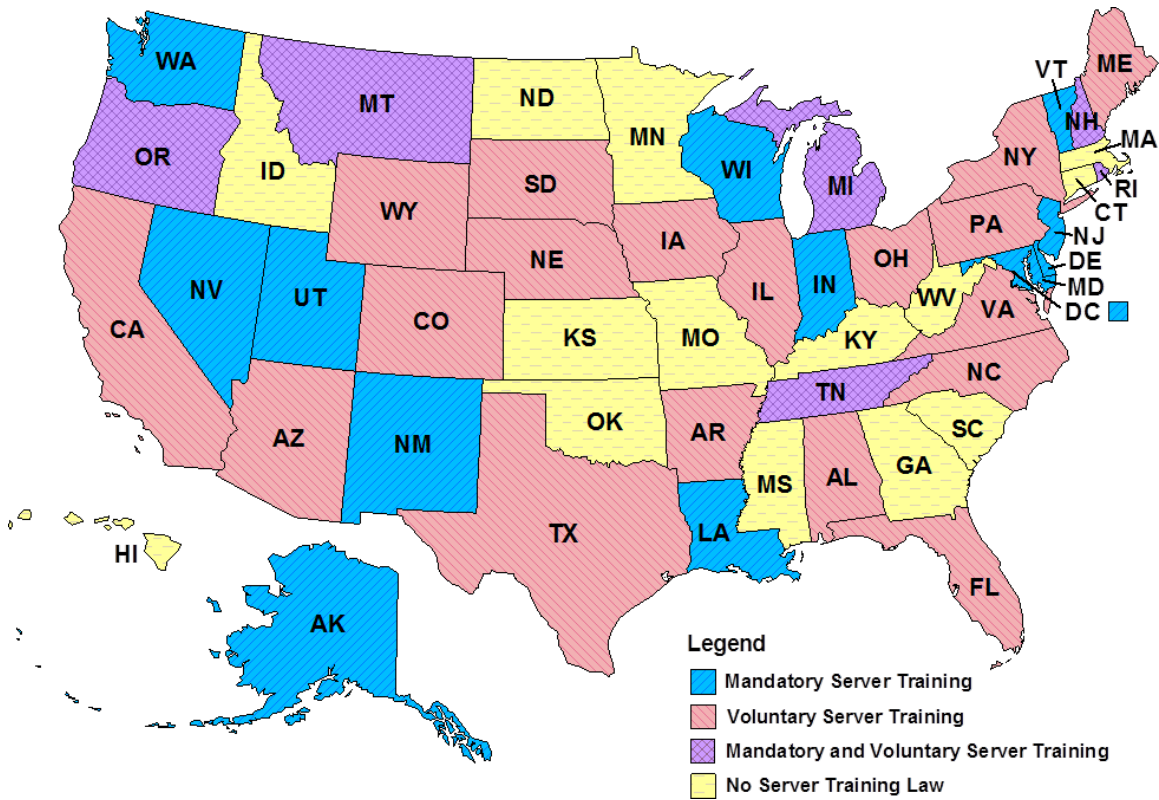 WA
VT
ME
MT
ND
MN
NH
MA
OR
ID
WI
NY
SD
MI
RI
WY
CT
IA
PA
NJ
NE
OH
DE
NV
UT
IL
IN
WV
MD
DC
CA
CO
VA
KS
MO
KY
NC
TN
OK
AR
SC
AZ
NM
GA
MS
AL
TX
LA
HI
FL
AK
Legend
Mandatory Server Training
Voluntary Server Training
Mandatory and Voluntary Server Training
No Server Training Law